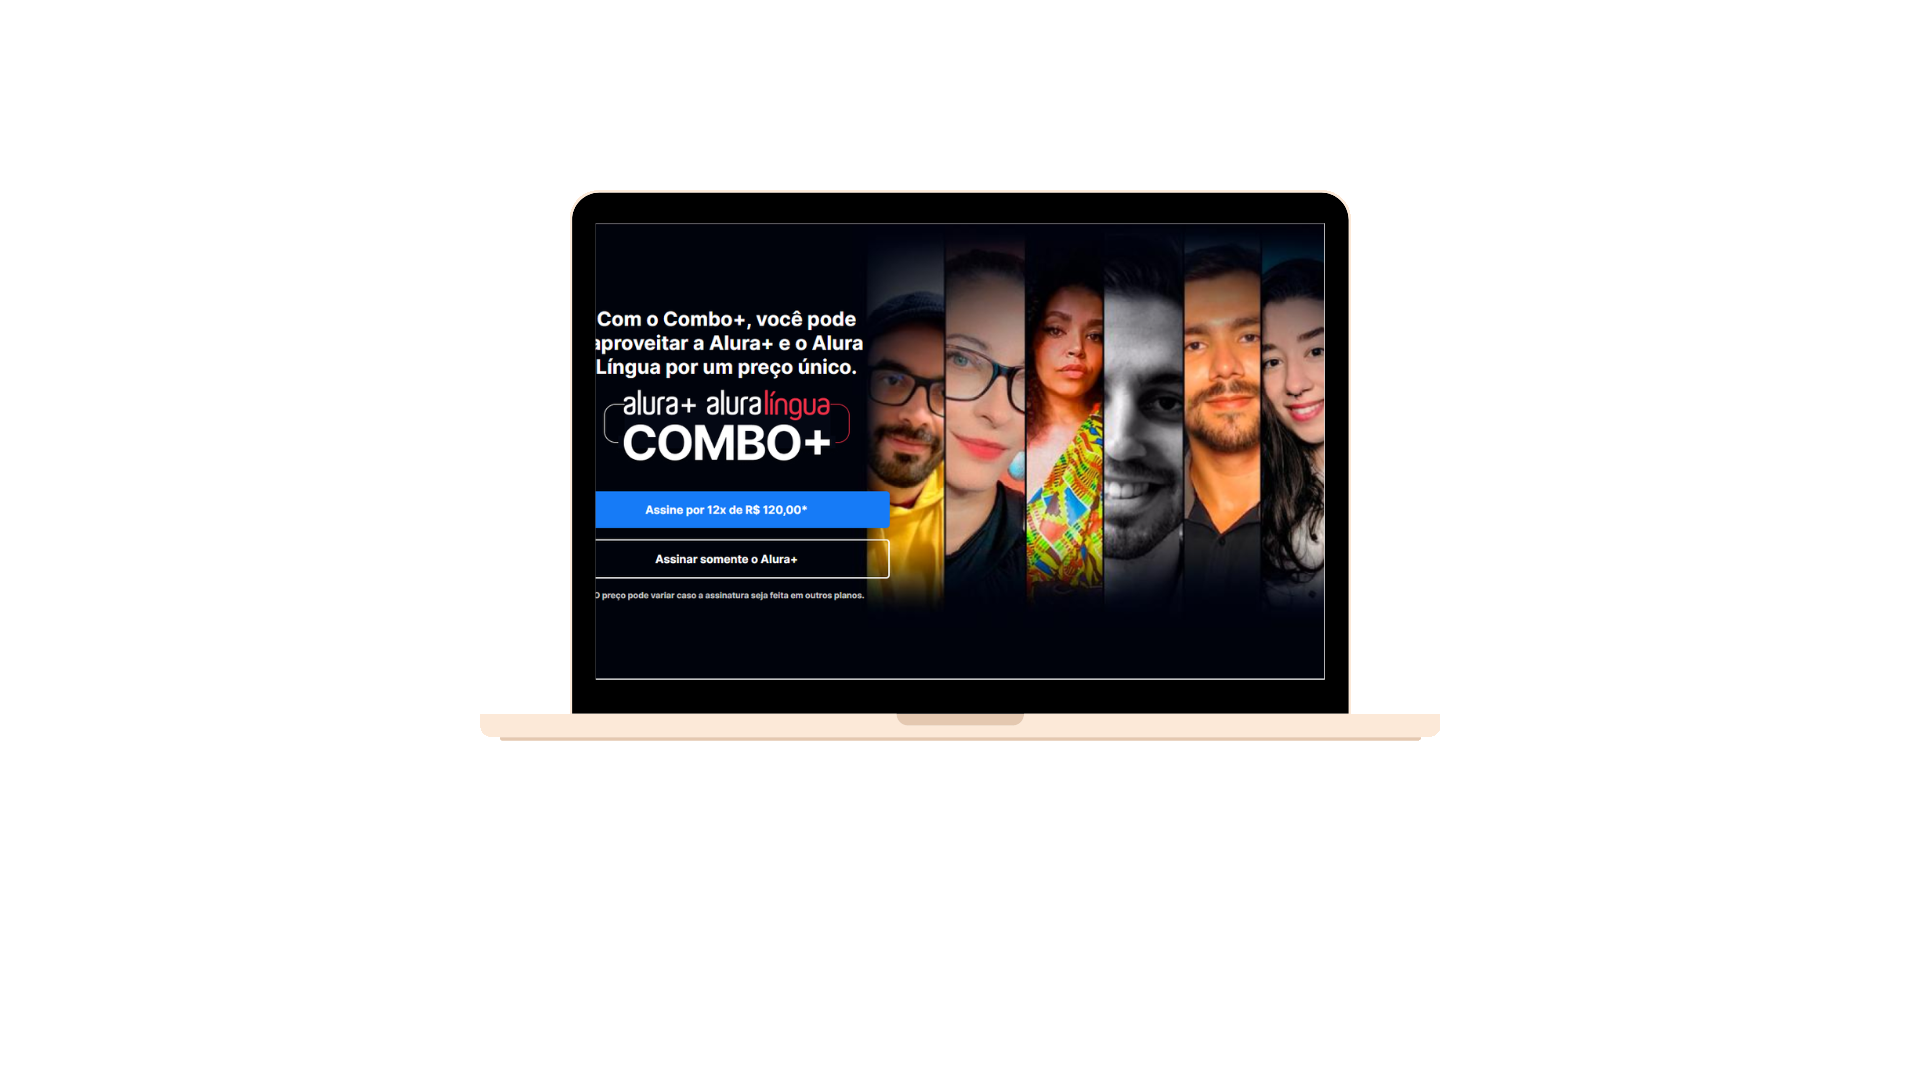 Com o Combo+, você pode
aproveitar a Alura+ e o Alura
Língua por um preço único.
alura+ aluralíngua
COMBO+
Assine por 12x de R$ 120,00*
Assinar somente o Alura+
O preço pode variar caso a assinatura seja feita em outros planos.